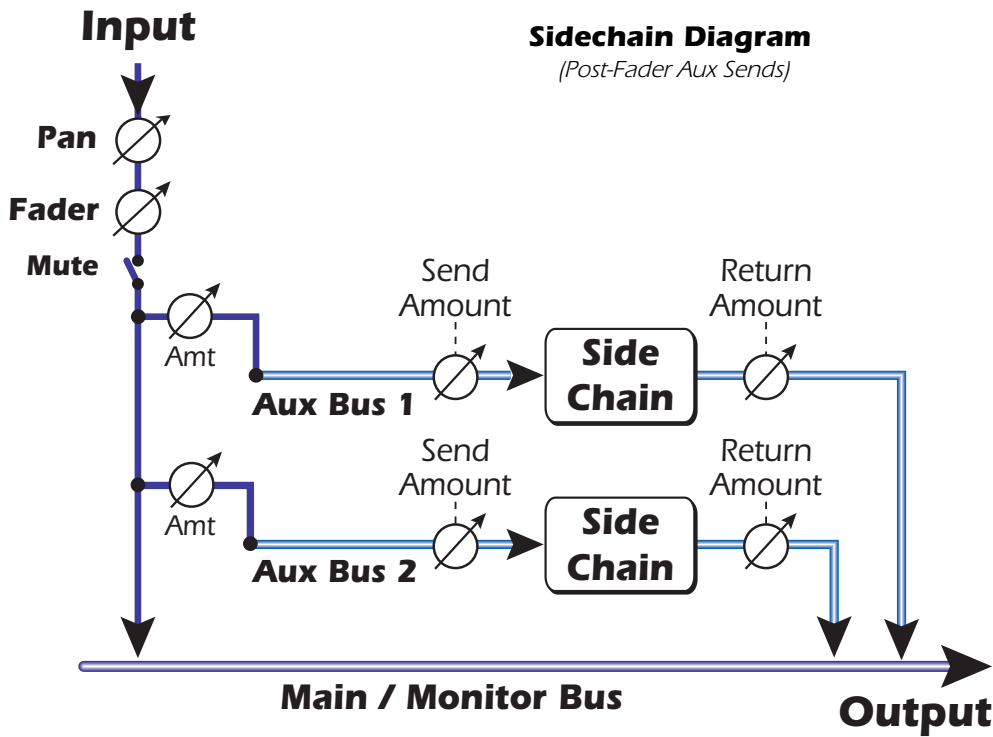 Input
Sidechain Diagram
(Post-Fader Aux Sends)
Pan
Fader
Mute
Amt
Send
Amount
Side
Chain
Return
Amount
Aux Bus 1
Amt
Send
Amount
Side
Chain
Return
Amount
Aux Bus 2
Main / Monitor Bus
Output